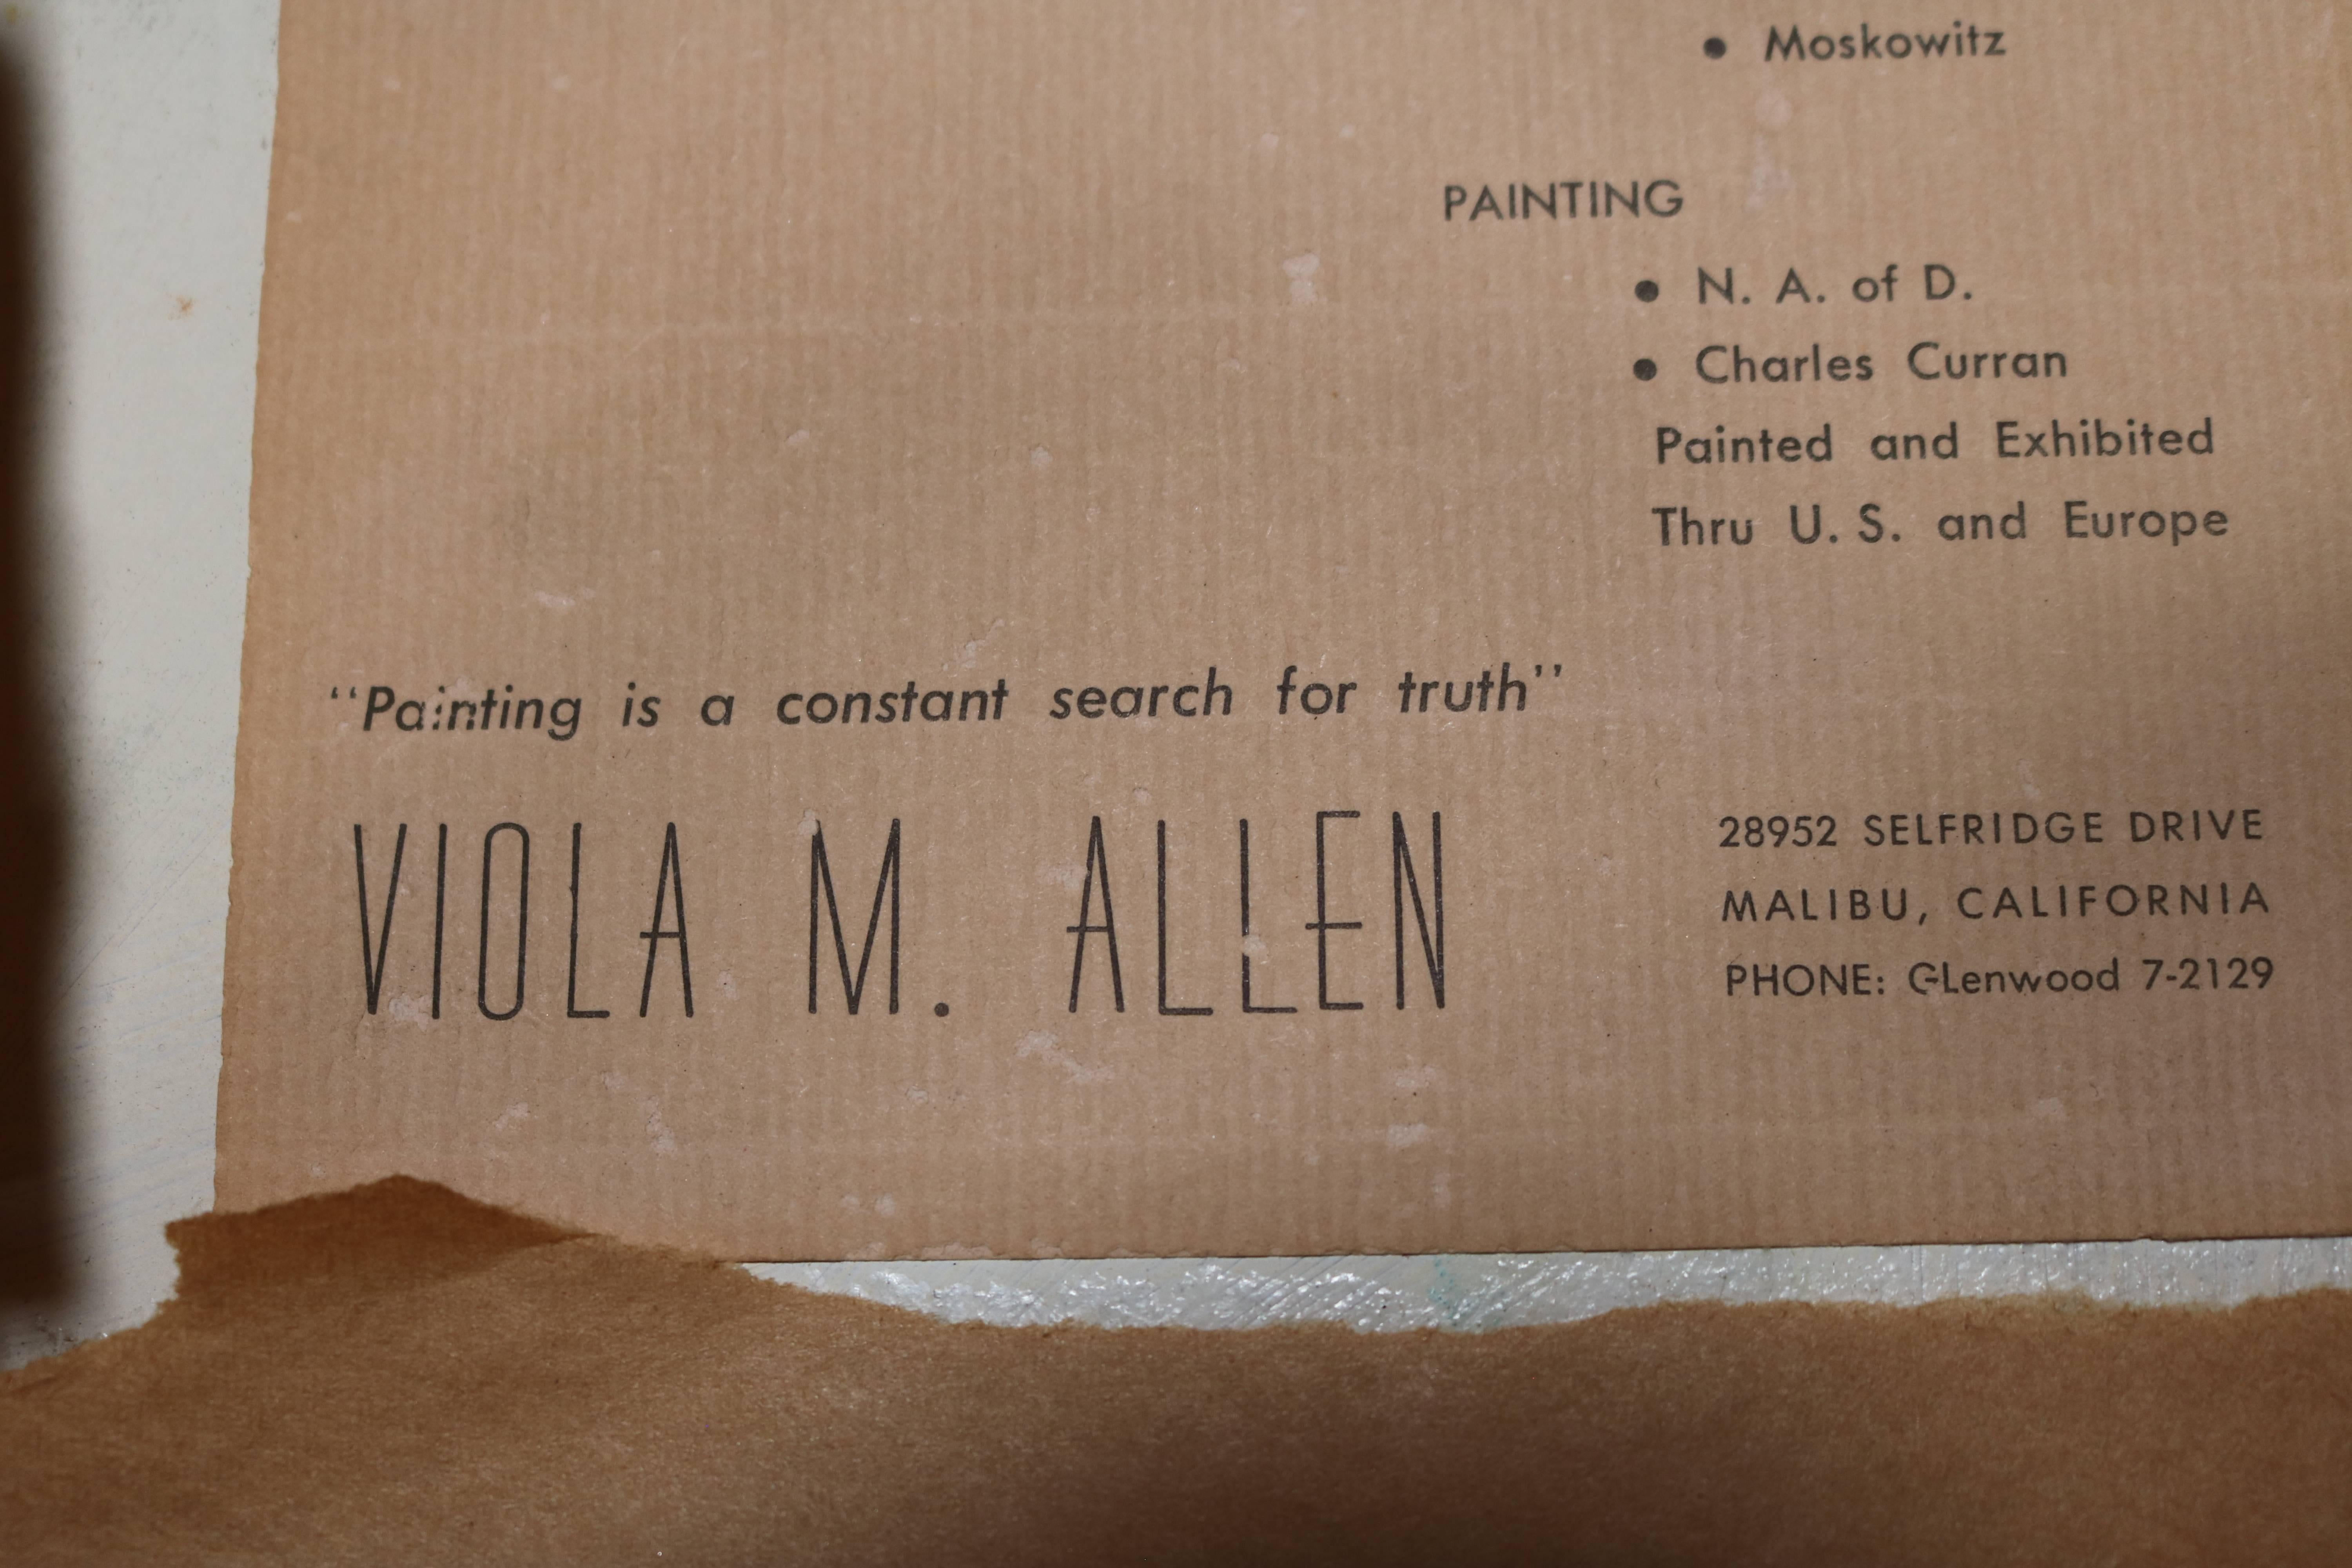 • Moskowitz
PAINTING
• N. A. of D.
• Charles Curran
Painted and Exhibited
Thru U. S. and Europe
“Painting is a constant search for truth”
VIOLA M. ALLEN
28952 SELFRIDGE DRIVE
MALIBU, CALIFORNIA
PHONE: GLenwood 7-2129